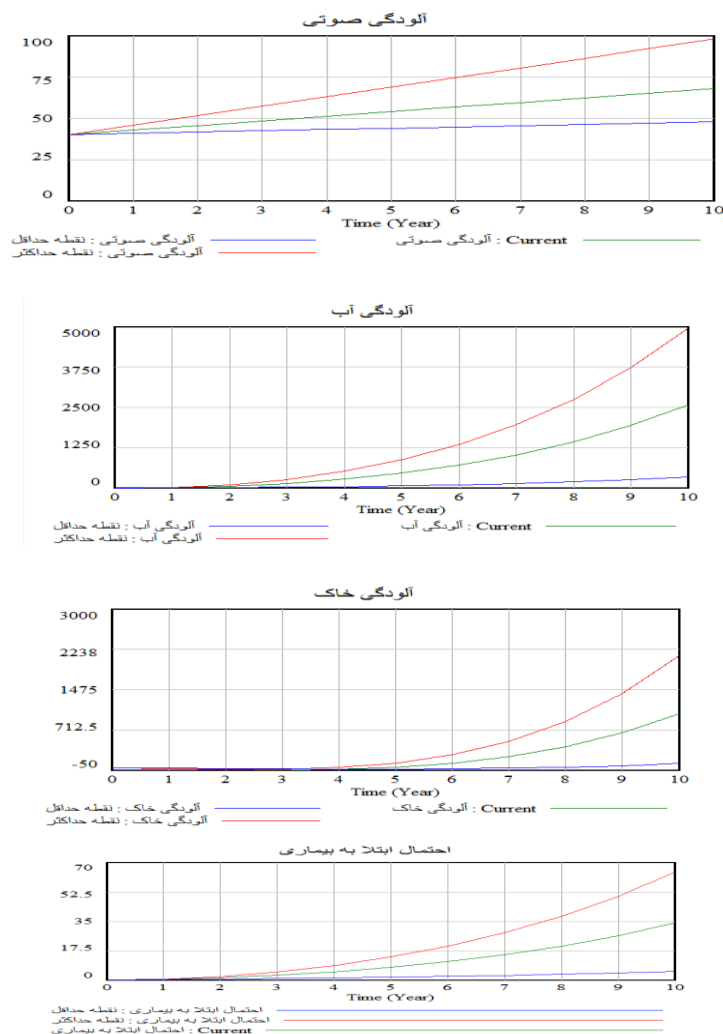 آلودگی صوتی
100
75
50
25
0
0 1 2 3 4 5 6 7 8 9 10
Time (Year)
آلودگی صوتی : نقطه حداقل
آلودگی صوتی : Current
آلودگی صوتی : نقطه حداکثر
آلودگی آب
5000
3750
2500
1250
0
0 1 2 3 4 5 6 7 8 9 10
Time (Year)
آلودگی آب : نقطه حداقل
آلودگی آب : Current
آلودگی آب : نقطه حداکثر
آلودگی خاک
3000
2238
1475
712.5
-50
0 1 2 3 4 5 6 7 8 9 10
Time (Year)
آلودگی خاک : نقطه حداقل
آلودگی خاک : Current
آلودگی خاک : نقطه حداکثر
احتمال ابتلا به بیماری
70
52.5
35
17.5
0
0 1 2 3 4 5 6 7 8 9 10
Time (Year)
احتمال ابتلا به بیماری : نقطه حداقل
احتمال ابتلا به بیماری : نقطه حداکثر
احتمال ابتلا به بیماری : Current